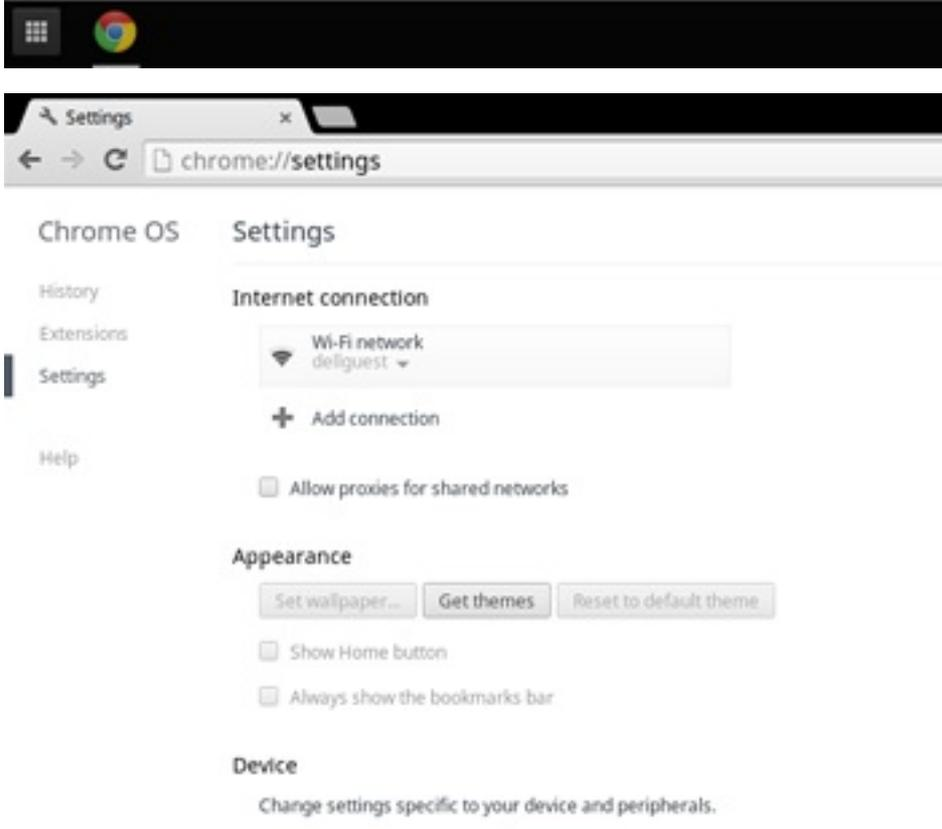 Settings
chrome://settings
Chrome OS
Settings
History
Extensions
Settings
Help
Internet connection
Wi-Fi network
dellguest
Add connection
Allow proxies for shared networks
Appearance
Set wallpaper...
Get themes
Reset to default theme
Show Home button
Always show the bookmarks bar
Device
Change settings specific to your device and peripherals.